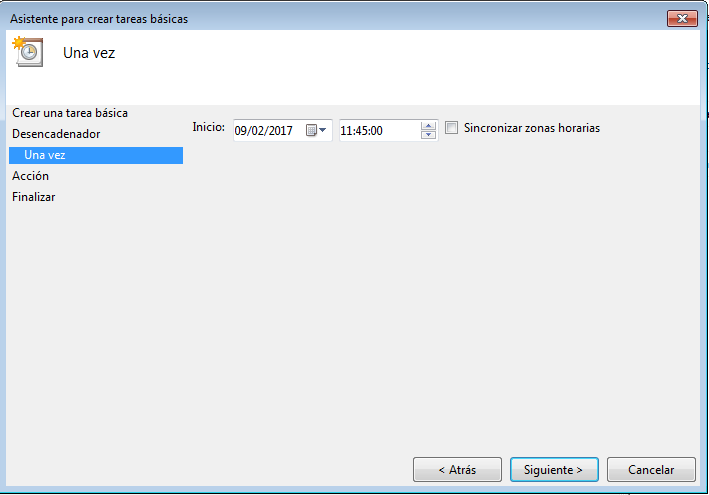 Asistente para crear tareas básicas
Una vez
Crear una tarea básica
Desencadenador
Una vez
Acción
Finalizar
Inicio: 09/02/2017 11:45:00 Sincronizar zonas horarias
< Atrás Siguiente > Cancelar